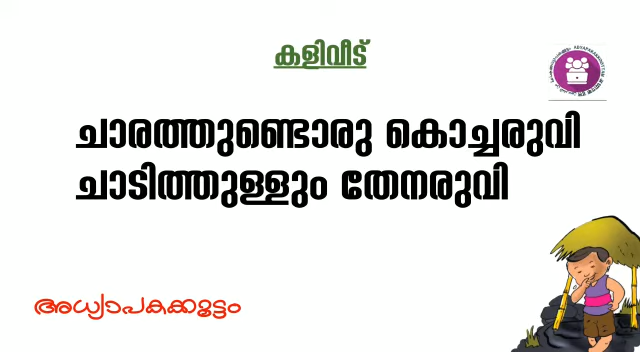 കളിവീട്
ചാരത്തുണ്ടൊരു കൊച്ചരുവി
ചാടിത്തുള്ളും തേനരുവി
അധ്യാപകക്കൂട്ടം